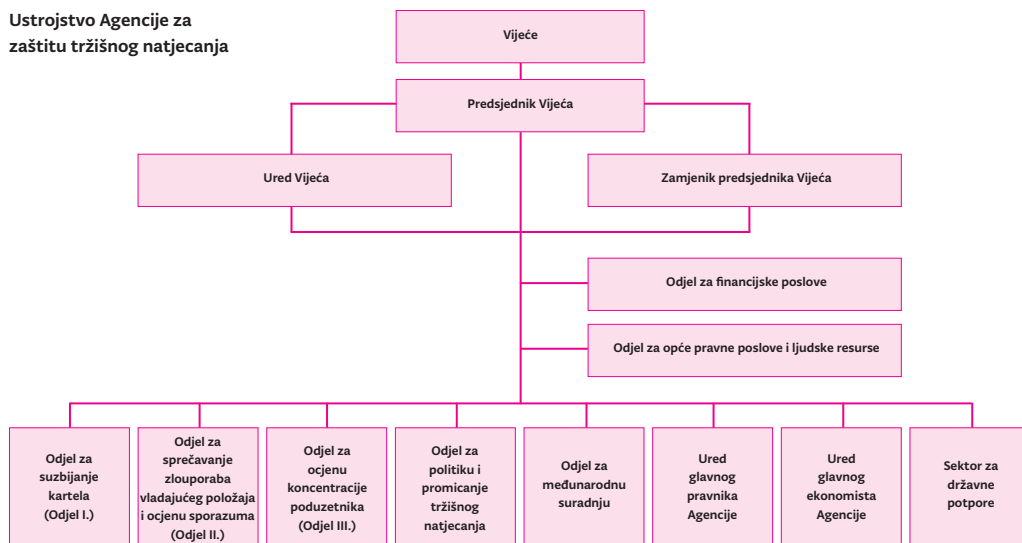 Ustrojstvo Agencije za
zaštitu tržišnog natjecanja
Vijeće
Predsjednik Vijeća
Ured Vijeća
Zamjenik predsjednika Vijeća
Odjel za financijske poslove
Odjel za opće pravne poslove i ljudske resurse
Odjel za
suzbijanje
kartela
(Odjel I.)
Odjel za
sprečavanje
zlouporaba
vladajućeg položaja
i ocjenu sporazuma
(Odjel II.)
Odjel za
ocjenu
koncentracije
poduzetnika
(Odjel III.)
Odjel za
politiku i
promicanje
tržišnog
natjecanja
Odjel za
međunarodnu
suradnju
Ured
glavnog
pravnika
Agencije
Ured
glavnog
ekonomista
Agencije
Sektor za
državne
potpore